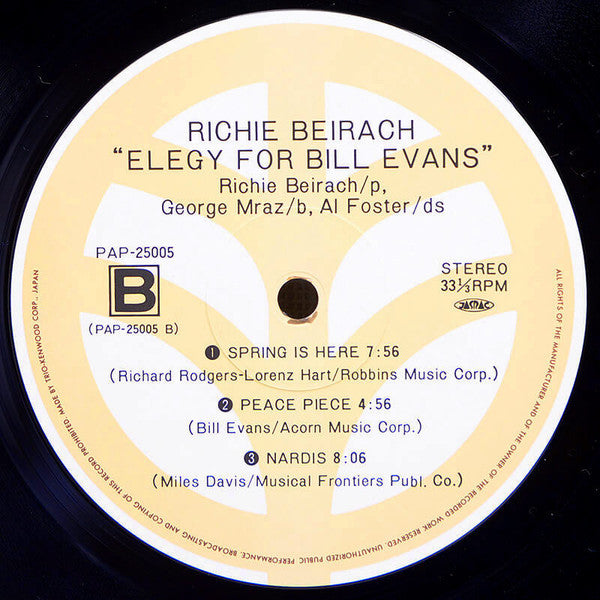 RICHIE BEIRACH
“ELEGY FOR BILL EVANS”
Richie Beirach/p,
George Mraz/b, Al Foster/ds
PAP-25005
B
(PAP-25005 B)
STEREO
33⅓RPM
JASRAC
❶ SPRING IS HERE 7:56
(Richard Rodgers-Lorenz Hart/Robbins Music Corp.)
❷ PEACE PIECE 4:56
(Bill Evans/Acorn Music Corp.)
❸ NARDIS 8:06
(Miles Davis/Musical Frontiers Publ. Co.)
ALL RIGHTS OF THE MANUFACTURER AND OF THE OWNER OF THE RECORDED WORK RESERVED. UNAUTHORIZED PUBLIC PERFORMANCE, BROADCASTING AND COPYING OF THIS RECORD PROHIBITED. MADE BY TRIO-KENWOOD CORP., JAPAN